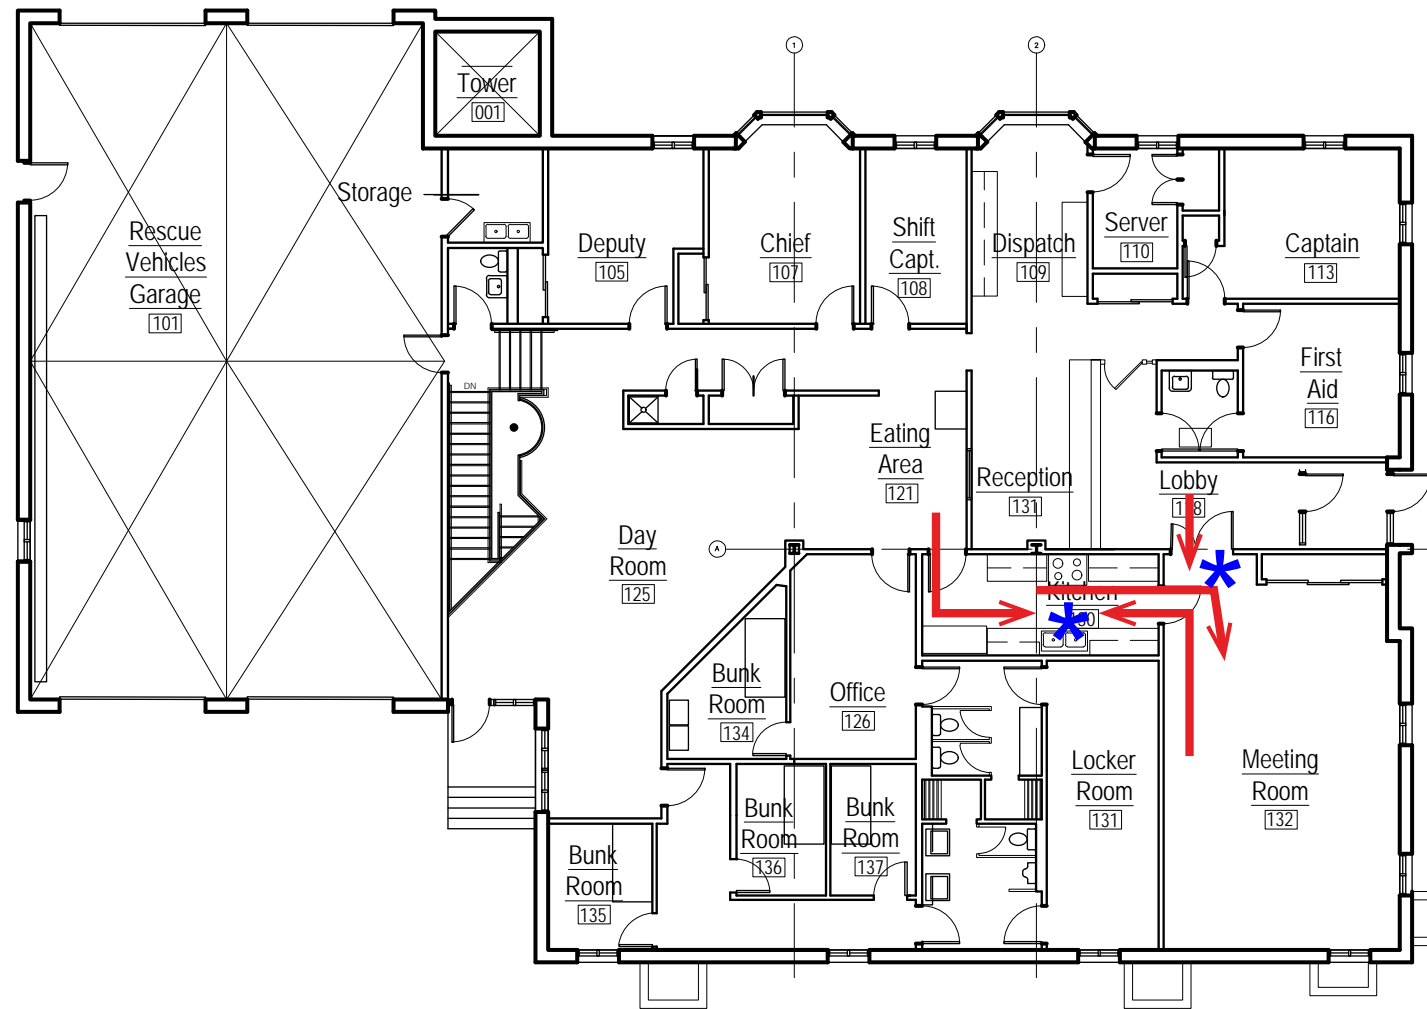 1
2
Tower
001
Storage
Rescue
Vehicles
Garage
101
Deputy
105
Chief
107
Shift
Capt.
108
Dispatch
109
Server
110
Captain
113
First
Aid
116
DN
Eating
Area
121
Reception
131
Lobby
A
Day
Room
125
Kitchen
Bunk
Room
134
Office
126
Locker
Room
131
Meeting
Room
132
Bunk
Room
136
Bunk
Room
137
Bunk
Room
135